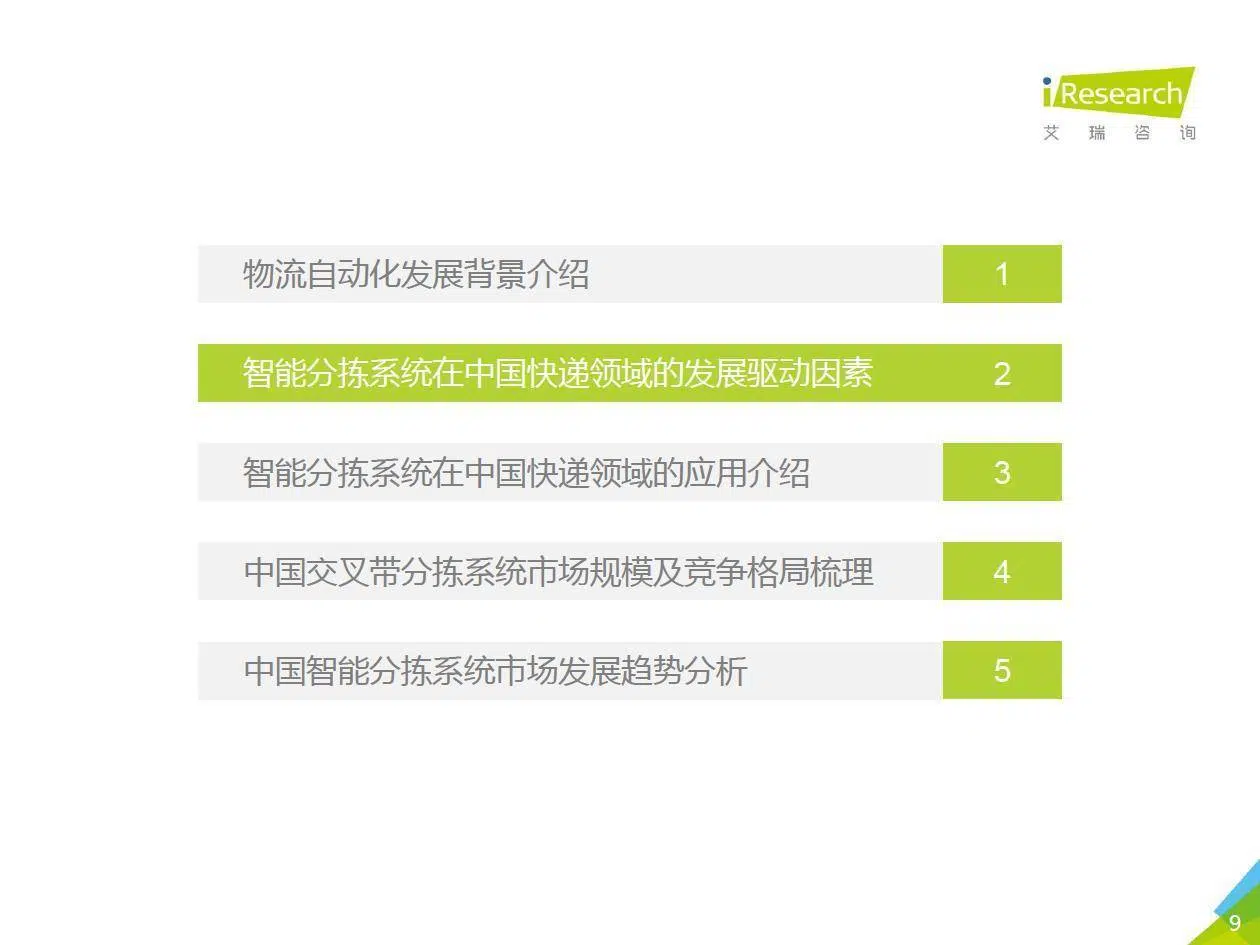 iResearch
艾瑞咨询
物流自动化发展背景介绍 1
智能分拣系统在中国快递领域的发展驱动因素 2
智能分拣系统在中国快递领域的应用介绍 3
中国交叉带分拣系统市场规模及竞争格局梳理 4
中国智能分拣系统市场发展趋势分析 5
9